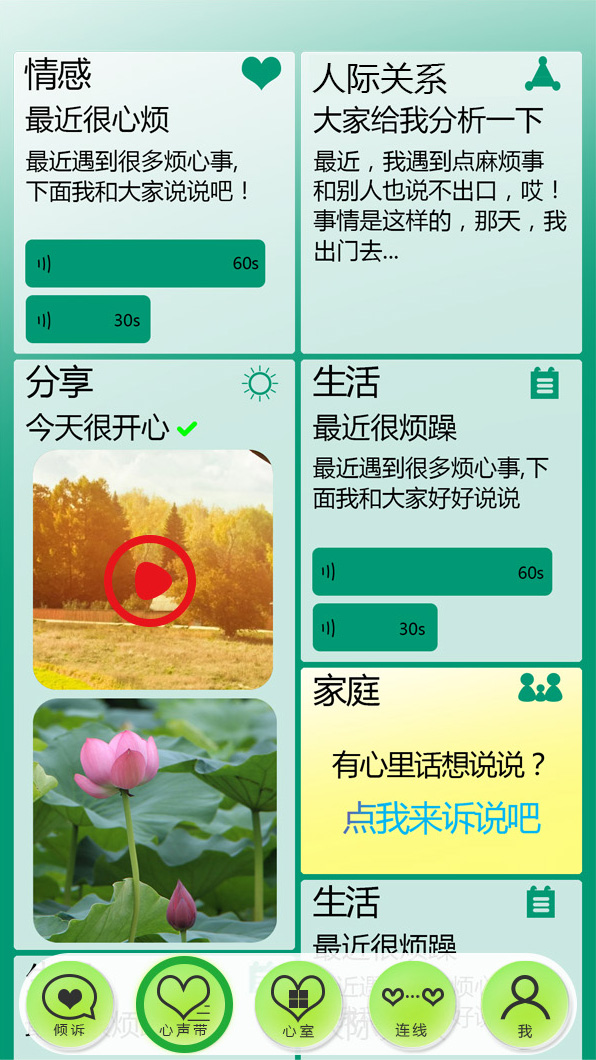 情感
最近很心烦
最近遇到很多烦心事,
下面我和大家说说吧！
60s
30s
人际关系
大家给我分析一下
最近，我遇到点麻烦事
和别人也说不出口，哎！
事情是这样的，那天，我
出门去...
分享
今天很开心
生活
最近很烦躁
最近遇到很多烦心事,下
面我和大家好好说说
60s
30s
家庭
有心里话想说说？
点我来诉说吧
生活
最近很烦躁
倾诉
心声带
心室
连线
我